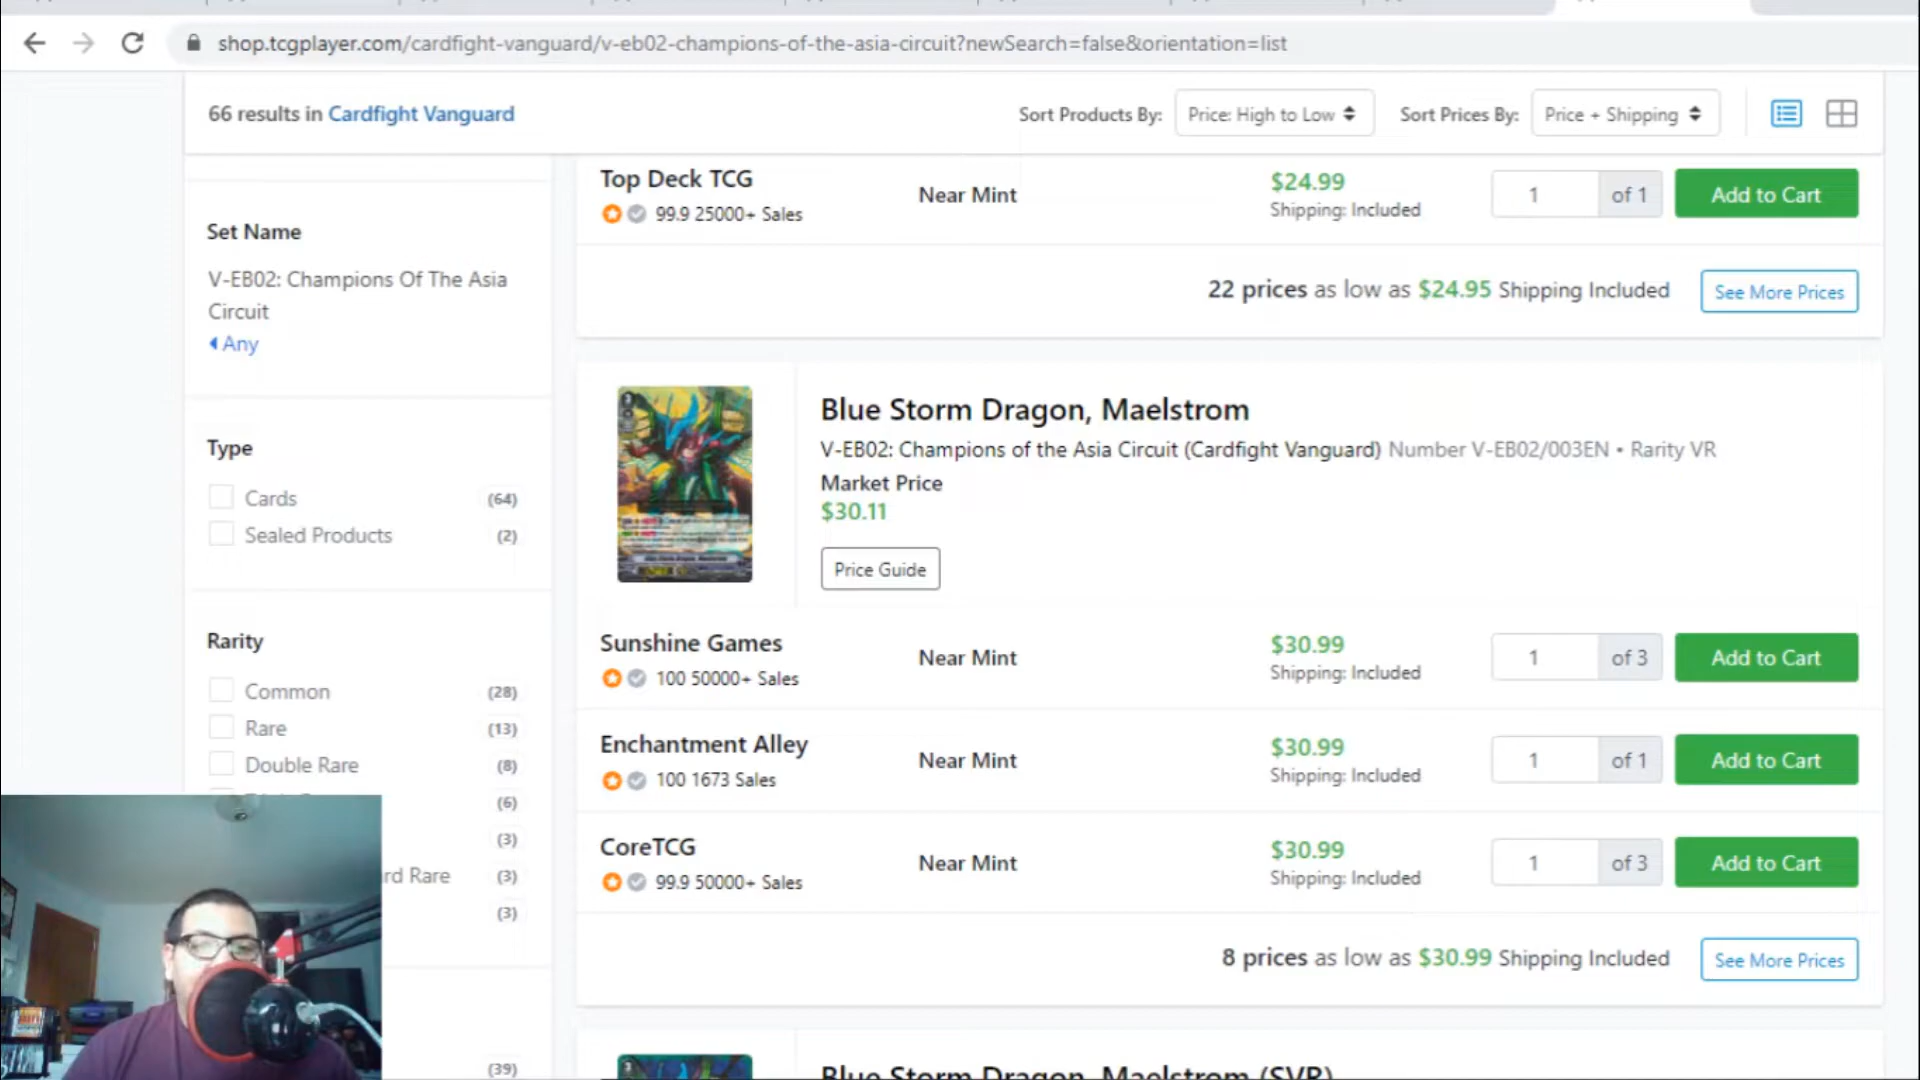 shop.tcgplayer.com/cardfight-vanguard/v-eb02-champions-of-the-asia-circuit?newSearch=false&orientation=list
66 results in Cardfight Vanguard
Sort Products By: Price: High to Low
Sort Prices By: Price + Shipping
Set Name
V-EB02: Champions Of The Asia
Circuit
Any
Type
Cards (64)
Sealed Products (2)
Rarity
Common (28)
Rare (13)
Double Rare (8)
(6)
(3)
rd Rare (3)
(3)
(39)
Top Deck TCG
99.9 25000+ Sales
Near Mint
$24.99
Shipping: Included
1 of 1
Add to Cart
22 prices as low as $24.95 Shipping Included
See More Prices
Blue Storm Dragon, Maelstrom
V-EB02: Champions of the Asia Circuit (Cardfight Vanguard) Number V-EB02/003EN • Rarity VR
Market Price
$30.11
Price Guide
Sunshine Games
100 50000+ Sales
Near Mint
$30.99
Shipping: Included
1 of 3
Add to Cart
Enchantment Alley
100 1673 Sales
Near Mint
$30.99
Shipping: Included
1 of 1
Add to Cart
CoreTCG
99.9 50000+ Sales
Near Mint
$30.99
Shipping: Included
1 of 3
Add to Cart
8 prices as low as $30.99 Shipping Included
See More Prices
Blue Storm Dragon, Maelstrom (SVR)